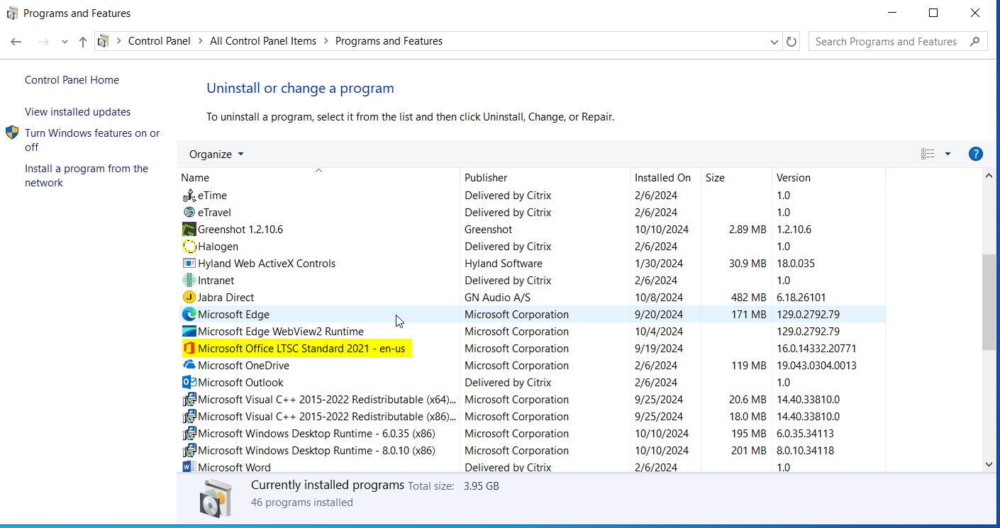 Programs and Features
Control Panel > All Control Panel Items > Programs and Features
Search Programs and Features
Control Panel Home
View installed updates
Turn Windows features on or
off
Install a program from the
network
Uninstall or change a program
To uninstall a program, select it from the list and then click Uninstall, Change, or Repair.
Organize
?
Name Publisher Installed On Size Version
eTime Delivered by Citrix 2/6/2024 1.0
eTravel Delivered by Citrix 2/6/2024 1.0
Greenshot 1.2.10.6 Greenshot 10/10/2024 2.89 MB 1.2.10.6
Halogen Delivered by Citrix 2/6/2024 1.0
Hyland Web ActiveX Controls Hyland Software 1/30/2024 30.9 MB 18.0.035
Intranet Delivered by Citrix 2/6/2024 1.0
Jabra Direct GN Audio A/S 10/8/2024 482 MB 6.18.26101
Microsoft Edge Microsoft Corporation 9/20/2024 171 MB 129.0.2792.79
Microsoft Edge WebView2 Runtime Microsoft Corporation 10/4/2024 129.0.2792.79
Microsoft Office LTSC Standard 2021 - en-us Microsoft Corporation 9/19/2024 16.0.14332.20771
Microsoft OneDrive Microsoft Corporation 2/6/2024 119 MB 19.043.0304.0013
Microsoft Outlook Delivered by Citrix 2/6/2024 1.0
Microsoft Visual C++ 2015-2022 Redistributable (x64)... Microsoft Corporation 9/25/2024 20.6 MB 14.40.33810.0
Microsoft Visual C++ 2015-2022 Redistributable (x86)... Microsoft Corporation 9/25/2024 18.0 MB 14.40.33810.0
Microsoft Windows Desktop Runtime - 6.0.35 (x86) Microsoft Corporation 10/10/2024 195 MB 6.0.35.34113
Microsoft Windows Desktop Runtime - 8.0.10 (x86) Microsoft Corporation 10/10/2024 201 MB 8.0.10.34118
Microsoft Word Delivered by Citrix 2/6/2024 1.0
Currently installed programs Total size: 3.95 GB
46 programs installed